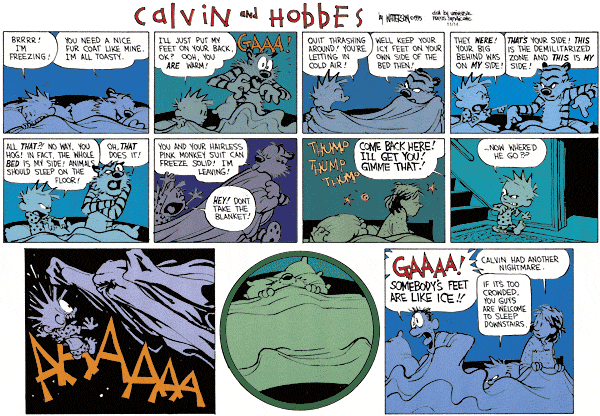 Calvin and Hobbes
by WATTERSON
BRRRR!
I'M
FREEZING!
YOU NEED A NICE
FUR COAT LIKE MINE.
I'M ALL TOASTY.
I'LL JUST PUT MY
FEET ON YOUR BACK,
OK? OOH, YOU
ARE WARM!
GAAA!
QUIT THRASHING
AROUND! YOU'RE
LETTING IN
COLD AIR!
WELL, KEEP YOUR
ICY FEET ON YOUR
OWN SIDE OF THE
BED THEN!
THEY WERE!
YOUR BIG
BEHIND WAS
ON MY SIDE!
THAT'S YOUR SIDE! THIS
IS THE DEMILITARIZED
ZONE AND THIS IS MY
SIDE!
ALL THAT?! NO WAY, YOU
HOG! IN FACT, THE WHOLE
BED IS MY SIDE! ANIMALS
SHOULD SLEEP ON THE
FLOOR!
OH, THAT
DOES IT!
YOU AND YOUR HAIRLESS
PINK MONKEY SUIT CAN
FREEZE SOLID! I'M
LEAVING!
HEY! DON'T
TAKE THE
BLANKET!
THUMP
THUMP
THUMP
COME BACK HERE!
I'LL GET YOU!
GIMME THAT!
...NOW WHERE'D
HE GO??
AAAAAA
GAAAA!
SOMEBODY'S FEET
ARE LIKE ICE!!
CALVIN HAD ANOTHER
NIGHTMARE.
IF IT'S TOO
CROWDED,
YOU GUYS
ARE WELCOME
TO SLEEP
DOWNSTAIRS.